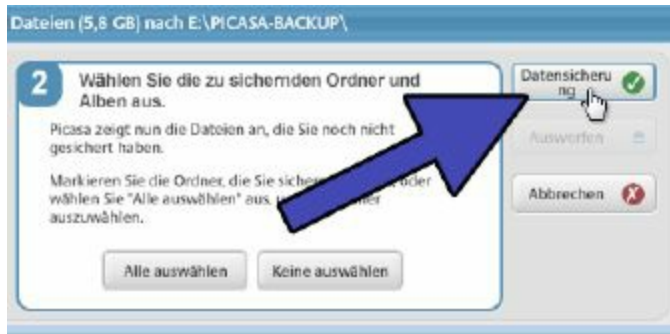 Dateien (5,8 GB) nach E:\PICASA-BACKUP\
2
Wählen Sie die zu sichernden Ordner und
Alben aus.
Picasa zeigt nun die Dateien an, die Sie noch nicht
gesichert haben.
Markieren Sie die Ordner, die Sie oder
wählen Sie "Alle auswählen" aus,
auszuwählen.
Alle auswählen
Keine auswählen
Datensicheru
ng
Auswerfen
Abbrechen